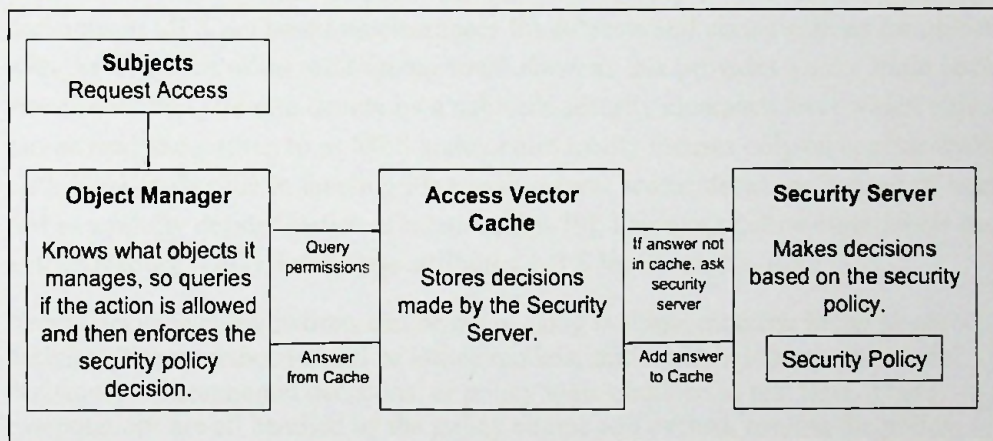 Subjects
Request Access
Object Manager
Knows what objects it
manages, so queries
if the action is allowed
and then enforces the
security policy
decision.
Query
permissions
Answer
from Cache
Access Vector
Cache
Stores decisions
made by the Security
Server.
If answer not
in cache, ask
security
server
Add answer
to Cache
Security Server
Makes decisions
based on the security
policy.
Security Policy